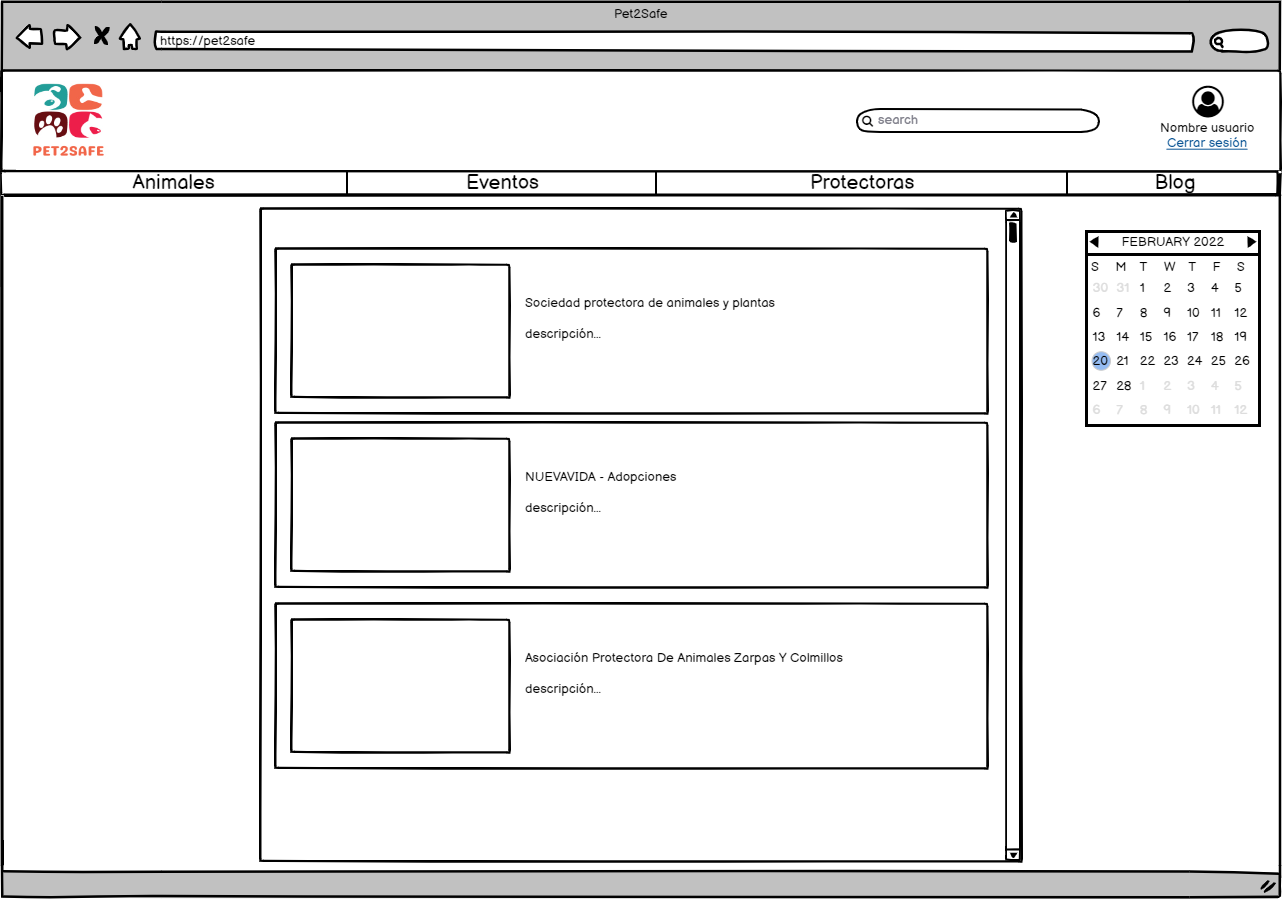 Pet2Safe
https://pet2safe
PET2SAFE
search
Nombre usuario
Cerrar sesión
Animales Eventos Protectoras Blog
FEBRUARY 2022
S M T W T F S
30 31 1 2 3 4 5
6 7 8 9 10 11 12
13 14 15 16 17 18 19
20 21 22 23 24 25 26
27 28 1 2 3 4 5
6 7 8 9 10 11 12
Sociedad protectora de animales y plantas
descripción...
NUEVAVIDA - Adopciones
descripción...
Asociación Protectora De Animales Zarpas Y Colmillos
descripción...